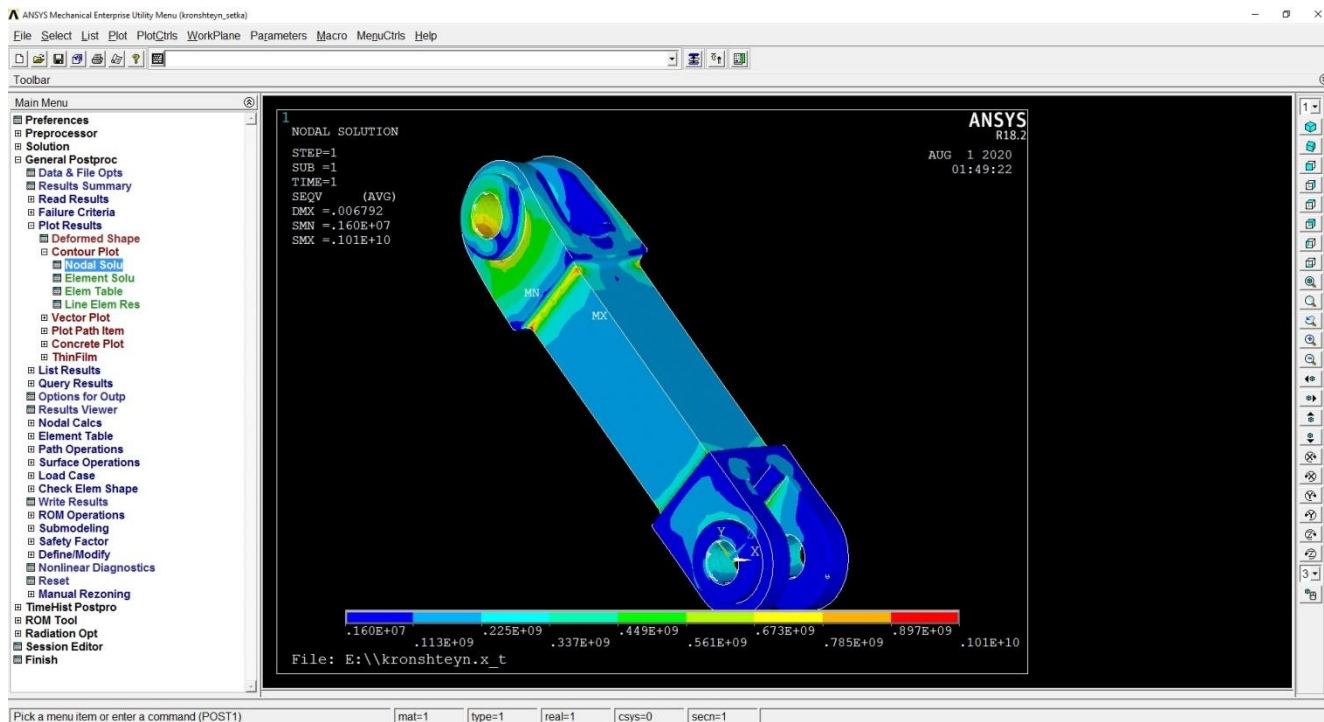 ANSYS Mechanical Enterprise Utility Menu (kronshteyn_setka)
File Select List Plot PlotCtrls WorkPlane Parameters Macro MenuCtrls Help
Toolbar
Main Menu
Preferences
Preprocessor
Solution
General Postproc
Data & File Opts
Results Summary
Read Results
Failure Criteria
Plot Results
Deformed Shape
Contour Plot
Nodal Solu
Element Solu
Elem Table
Line Elem Res
Vector Plot
Plot Path Item
Concrete Plot
ThinFilm
List Results
Query Results
Options for Outp
Results Viewer
Nodal Calcs
Element Table
Path Operations
Surface Operations
Load Case
Check Elem Shape
Write Results
ROM Operations
Submodeling
Safety Factor
Define/Modify
Nonlinear Diagnostics
Reset
Manual Rezoning
TimeHist Postpro
ROM Tool
Radiation Opt
Session Editor
Finish
1
NODAL SOLUTION
STEP=1
SUB =1
TIME=1
SEQV (AVG)
DMX =.006792
SMN =.160E+07
SMX =.101E+10
ANSYS
R18.2
AUG 1 2020
01:49:22
MN
MX
Y
Z
X
.160E+07 .225E+09 .449E+09 .673E+09 .897E+09
.113E+09 .337E+09 .561E+09 .785E+09 .101E+10
File: E:\\kronshteyn.x_t
1
3
Pick a menu item or enter a command (POST1) mat=1 type=1 real=1 csys=0 secn=1